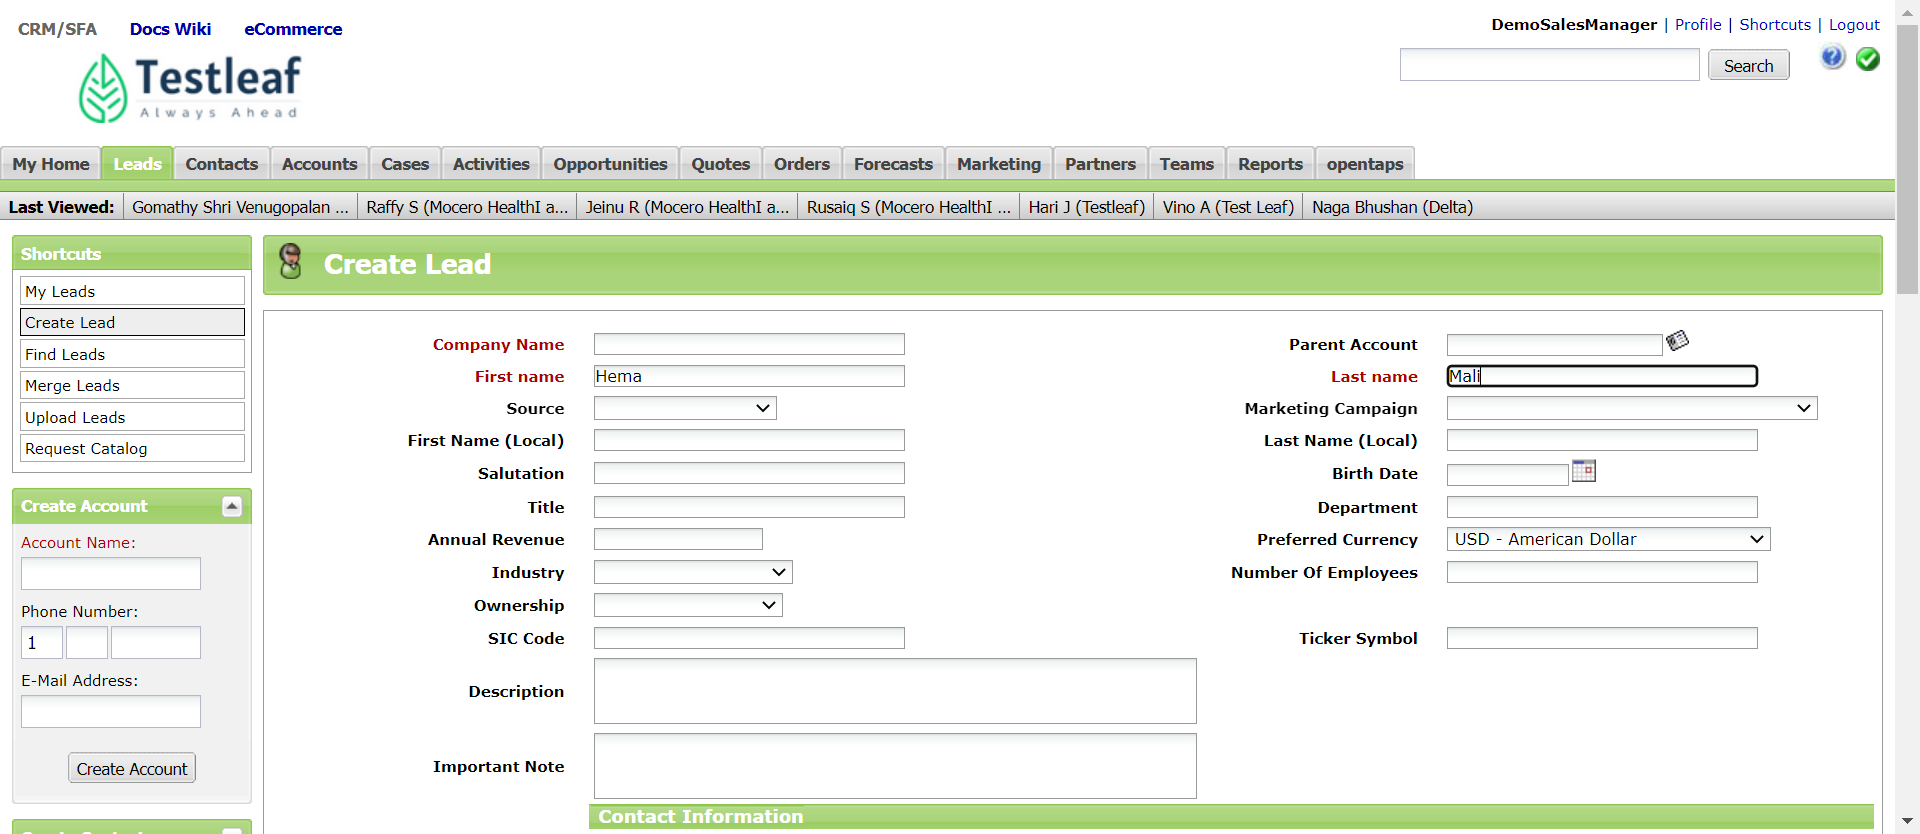 CRM/SFA Docs Wiki eCommerce
DemoSalesManager | Profile | Shortcuts | Logout
Testleaf
Always Ahead
Search
My Home Leads Contacts Accounts Cases Activities Opportunities Quotes Orders Forecasts Marketing Partners Teams Reports opentaps
Last Viewed: Gomathy Shri Venugopalan ... Raffy S (Mocero HealthI a... Jeinu R (Mocero HealthI a... Rusaiq S (Mocero HealthI ... Hari J (Testleaf) Vino A (Test Leaf) Naga Bhushan (Delta)
Shortcuts
My Leads
Create Lead
Find Leads
Merge Leads
Upload Leads
Request Catalog
Create Account
Account Name:
Phone Number:
1
E-Mail Address:
Create Account
Create Lead
Company Name Parent Account
First name Hema Last name Mali
Source Marketing Campaign
First Name (Local) Last Name (Local)
Salutation Birth Date
Title Department
Annual Revenue Preferred Currency USD - American Dollar
Industry Number Of Employees
Ownership
SIC Code Ticker Symbol
Description
Important Note
Contact Information